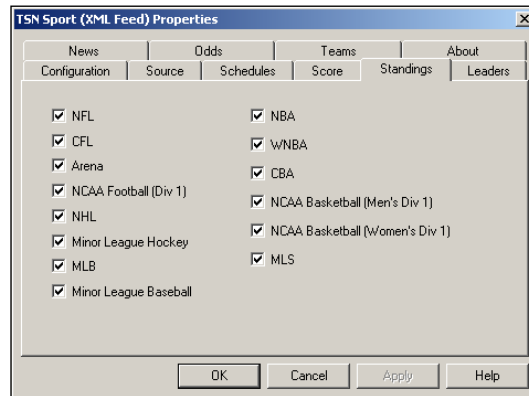 TSN Sport (XML Feed) Properties
News Odds Teams About
Configuration Source Schedules Score Standings Leaders
NFL
CFL
Arena
NCAA Football (Div 1)
NHL
Minor League Hockey
MLB
Minor League Baseball
NBA
WNBA
CBA
NCAA Basketball (Men's Div 1)
NCAA Basketball (Women's Div 1)
MLS
OK Cancel Apply Help